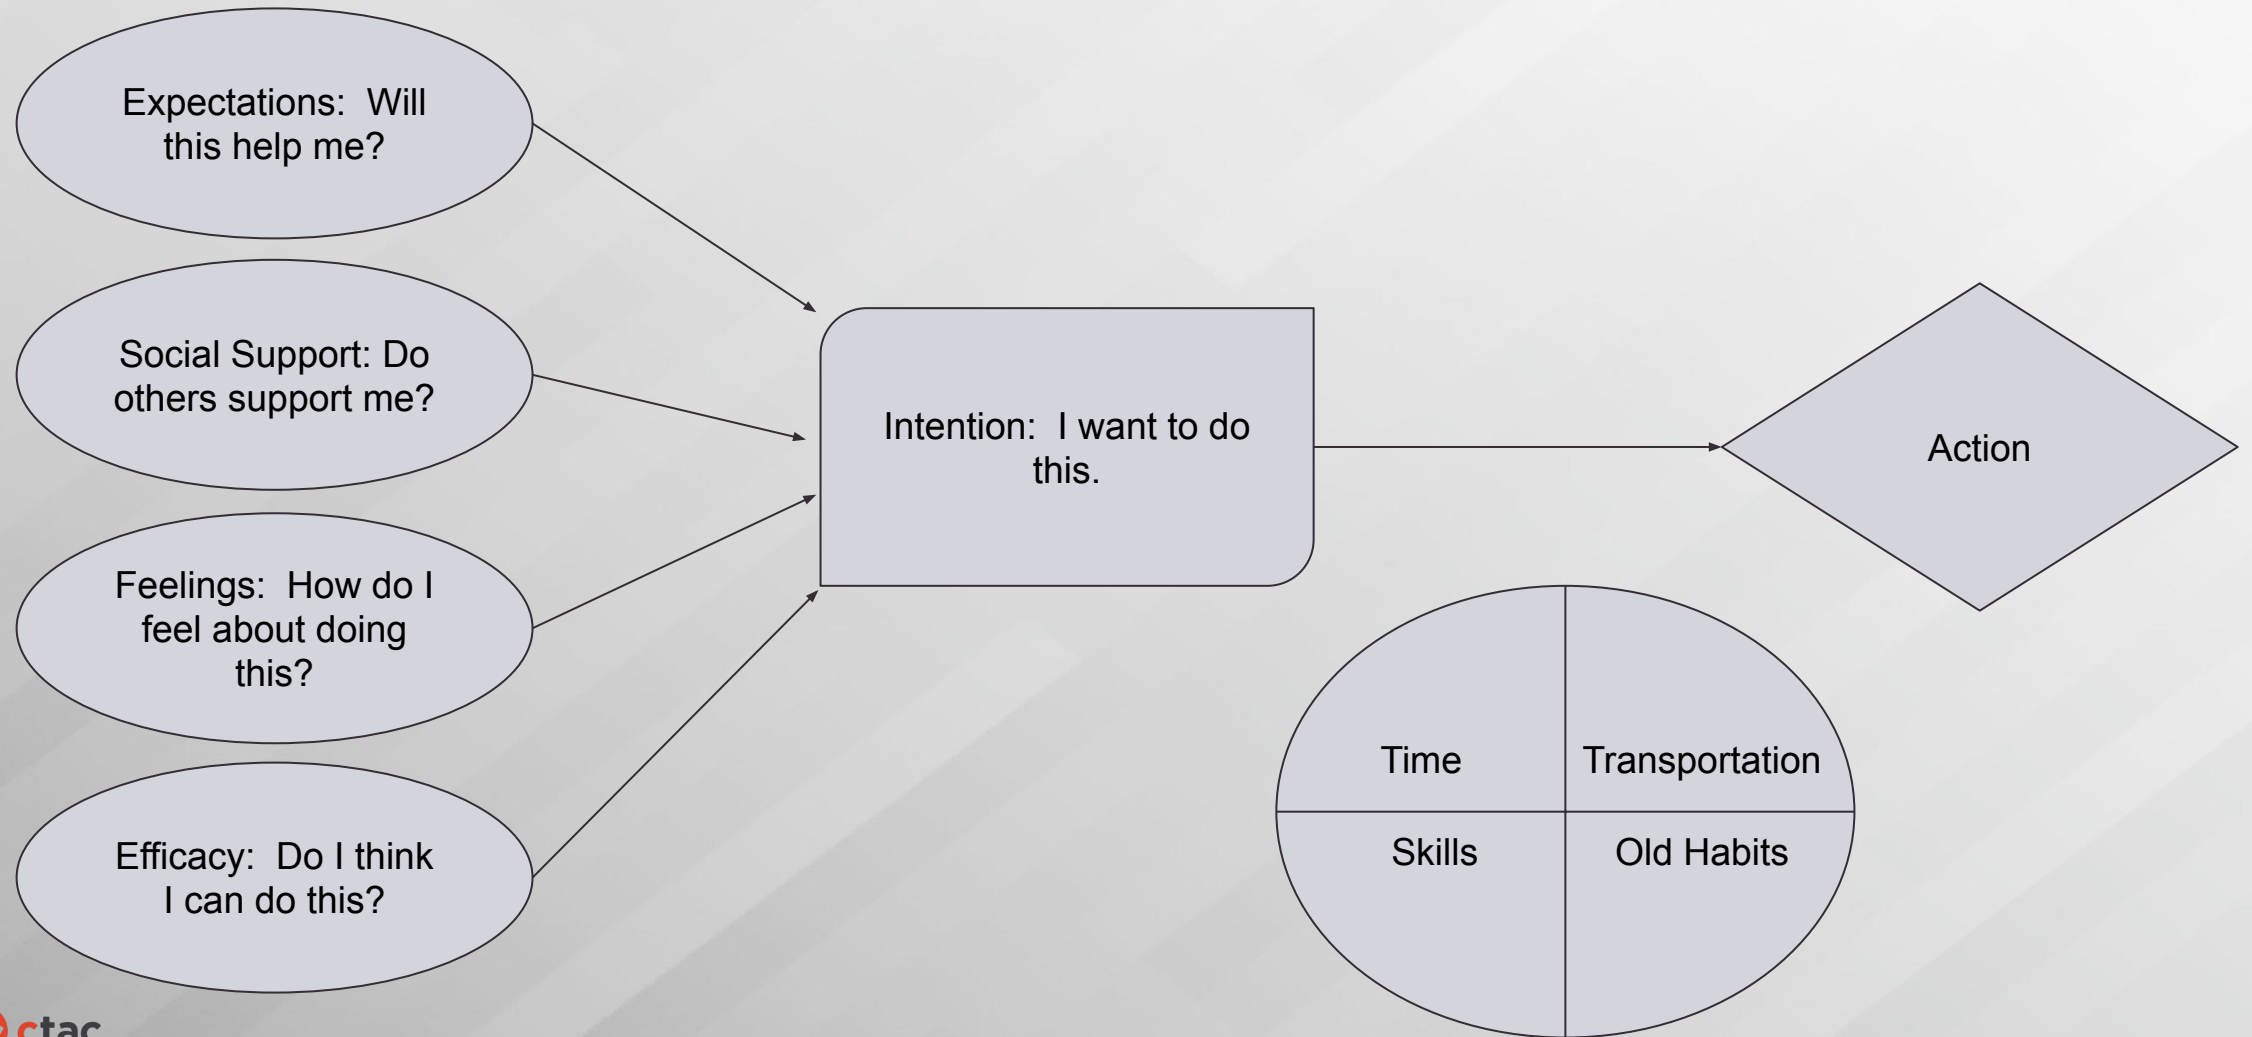 Expectations:  Will
this help me?
Social Support: Do
others support me?
Feelings:  How do I
feel about doing
this?
Efficacy:  Do I think
I can do this?
Intention:  I want to do
this.
Action
Time
Transportation
Skills
Old Habits
ctac